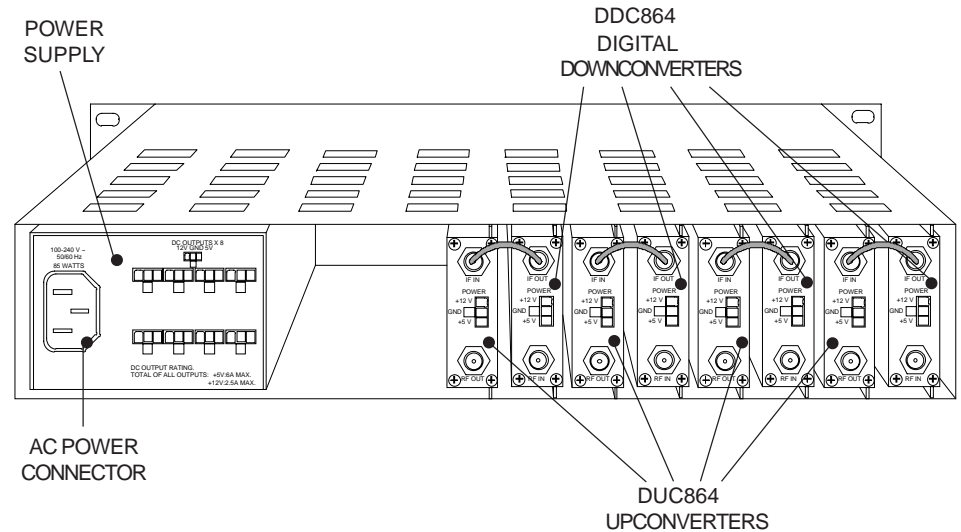 POWER
SUPPLY
DDC864
DIGITAL
DOWNCONVERTERS
100-240 V ~
50/60 Hz
85 WATTS
DC OUTPUTS X 8
12V GND 5V
DC OUTPUT RATING.
TOTAL OF ALL OUTPUTS: +5V:6A MAX.
+12V:2.5A MAX.
IF IN
POWER
+12 V
GND
+5 V
RF OUT
IF OUT
POWER
+12 V
GND
+5 V
RF IN
IF IN
POWER
+12 V
GND
+5 V
RF OUT
IF OUT
POWER
+12 V
GND
+5 V
RF IN
IF IN
POWER
+12 V
GND
+5 V
RF OUT
IF OUT
POWER
+12 V
GND
+5 V
RF IN
IF IN
POWER
+12 V
GND
+5 V
RF OUT
IF OUT
POWER
+12 V
GND
+5 V
RF IN
AC POWER
CONNECTOR
DUC864
UPCONVERTERS